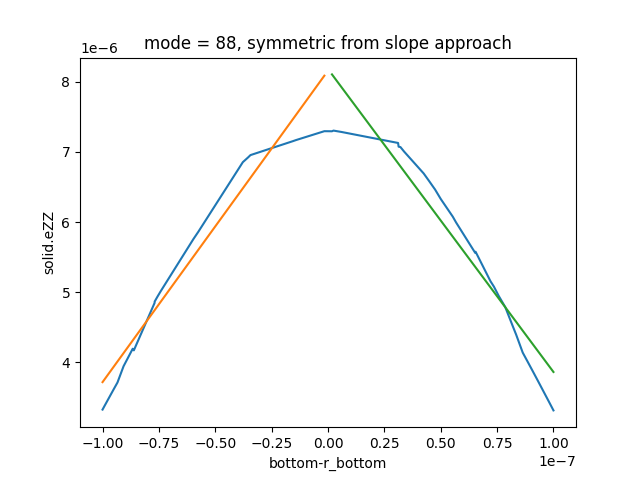 mode = 88, symmetric from slope approach
1e−6
8
7
6
5
4
solid.eZZ
−1.00 −0.75 −0.50 −0.25 0.00 0.25 0.50 0.75 1.00
bottom-r_bottom
1e−7